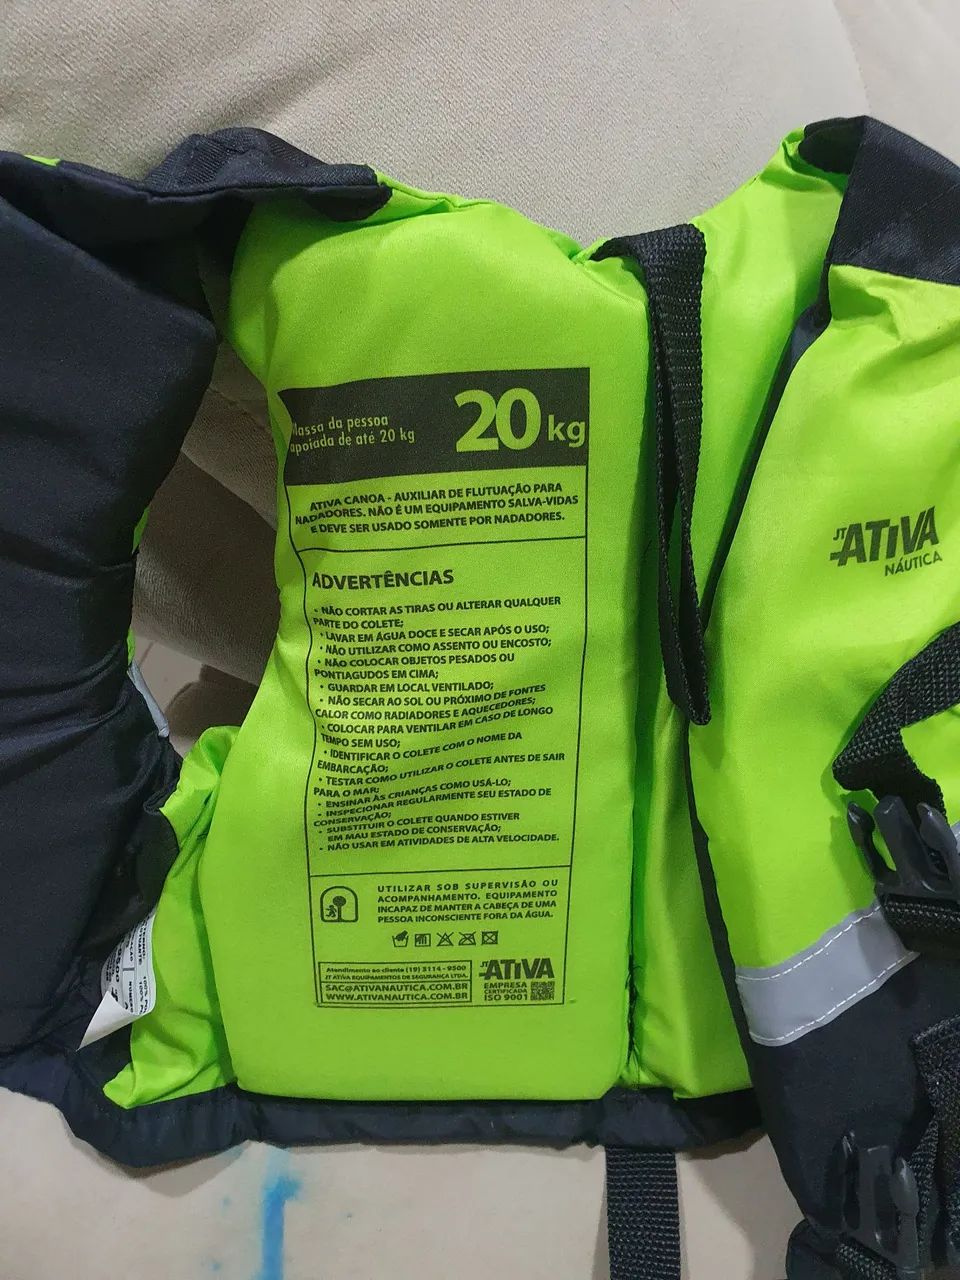 Massa da pessoa
apoiada de até 20 kg
20 kg
ATIVA CANOA - AUXILIAR DE FLUTUAÇÃO PARA
NADADORES. NÃO É UM EQUIPAMENTO SALVA-VIDAS
E DEVE SER USADO SOMENTE POR NADADORES.
ADVERTÊNCIAS
• NÃO CORTAR AS TIRAS OU ALTERAR QUALQUER
PARTE DO COLETE;
• LAVAR EM ÁGUA DOCE E SECAR APÓS O USO;
• NÃO UTILIZAR COMO ASSENTO OU ENCOSTO;
• NÃO COLOCAR OBJETOS PESADOS OU
PONTIAGUDOS EM CIMA;
• GUARDAR EM LOCAL VENTILADO;
• NÃO SECAR AO SOL OU PRÓXIMO DE FONTES
CALOR COMO RADIADORES E AQUECEDORES;
• COLOCAR PARA VENTILAR EM CASO DE LONGO
TEMPO SEM USO;
• IDENTIFICAR O COLETE COM O NOME DA
EMBARCAÇÃO;
• TESTAR COMO UTILIZAR O COLETE ANTES DE SAIR
PARA O MAR;
• ENSINAR ÀS CRIANÇAS COMO USÁ-LO;
• INSPECIONAR REGULARMENTE SEU ESTADO DE
CONSERVAÇÃO;
• SUBSTITUIR O COLETE QUANDO ESTIVER
EM MAU ESTADO DE CONSERVAÇÃO;
• NÃO USAR EM ATIVIDADES DE ALTA VELOCIDADE.
UTILIZAR SOB SUPERVISÃO OU
ACOMPANHAMENTO. EQUIPAMENTO
INCAPAZ DE MANTER A CABEÇA DE UMA
PESSOA INCONSCIENTE FORA DA ÁGUA.
Atendimento ao cliente (19) 3114 - 9500
JT ATIVA EQUIPAMENTOS DE SEGURANÇA LTDA.
SAC@ATIVANAUTICA.COM.BR
WWW.ATIVANAUTICA.COM.BR
JT ATIVA
EMPRESA
CERTIFICADA
ISO 9001
JT ATIVA
NÁUTICA